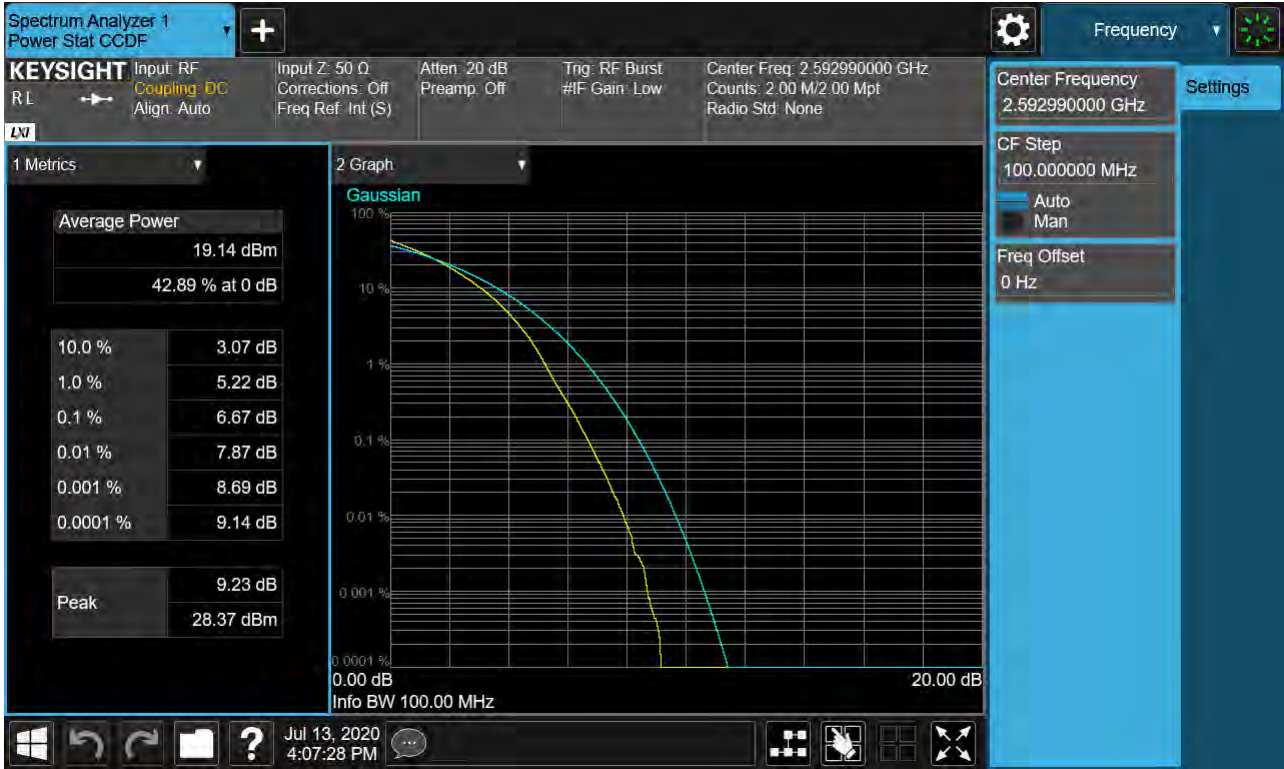 Spectrum Analyzer 1
Power Stat CCDF
Frequency
KEYSIGHT
R L
LXI
Input: RF
Coupling: DC
Align: Auto
Input Z: 50 Ω
Corrections: Off
Freq Ref: Int (S)
Atten: 20 dB
Preamp: Off
Trig: RF Burst
#IF Gain: Low
Center Freq: 2.592990000 GHz
Counts: 2.00 M/2.00 Mpt
Radio Std: None
Center Frequency
2.592990000 GHz
Settings
CF Step
100.000000 MHz
Auto
Man
Freq Offset
0 Hz
1 Metrics
Average Power
19.14 dBm
42.89 % at 0 dB
10.0 % 3.07 dB
1.0 % 5.22 dB
0.1 % 6.67 dB
0.01 % 7.87 dB
0.001 % 8.69 dB
0.0001 % 9.14 dB
Peak
9.23 dB
28.37 dBm
2 Graph
Gaussian
100 %
10 %
1 %
0.1 %
0.01 %
0.001 %
0.0001 %
0.00 dB 20.00 dB
Info BW 100.00 MHz
?
Jul 13, 2020
4:07:28 PM